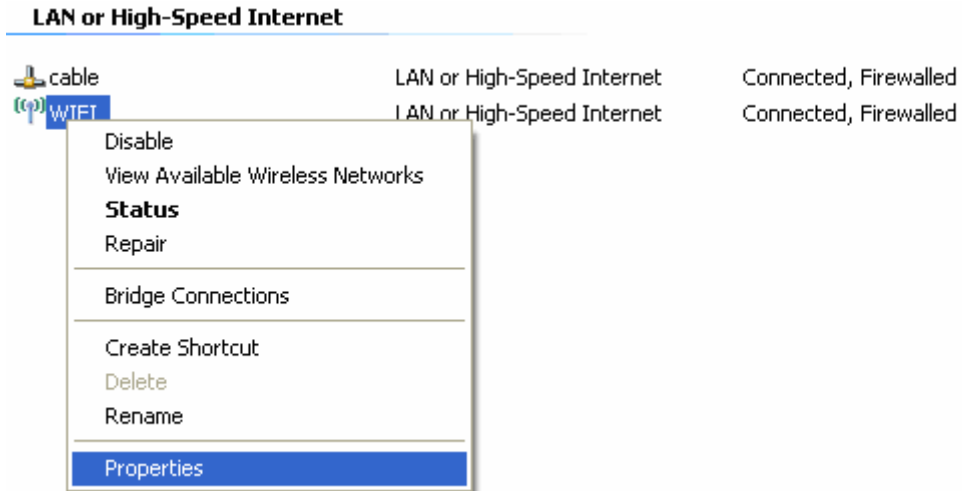 LAN or High-Speed Internet
cable LAN or High-Speed Internet Connected, Firewalled
WIFI LAN or High-Speed Internet Connected, Firewalled
Disable
View Available Wireless Networks
Status
Repair
Bridge Connections
Create Shortcut
Delete
Rename
Properties